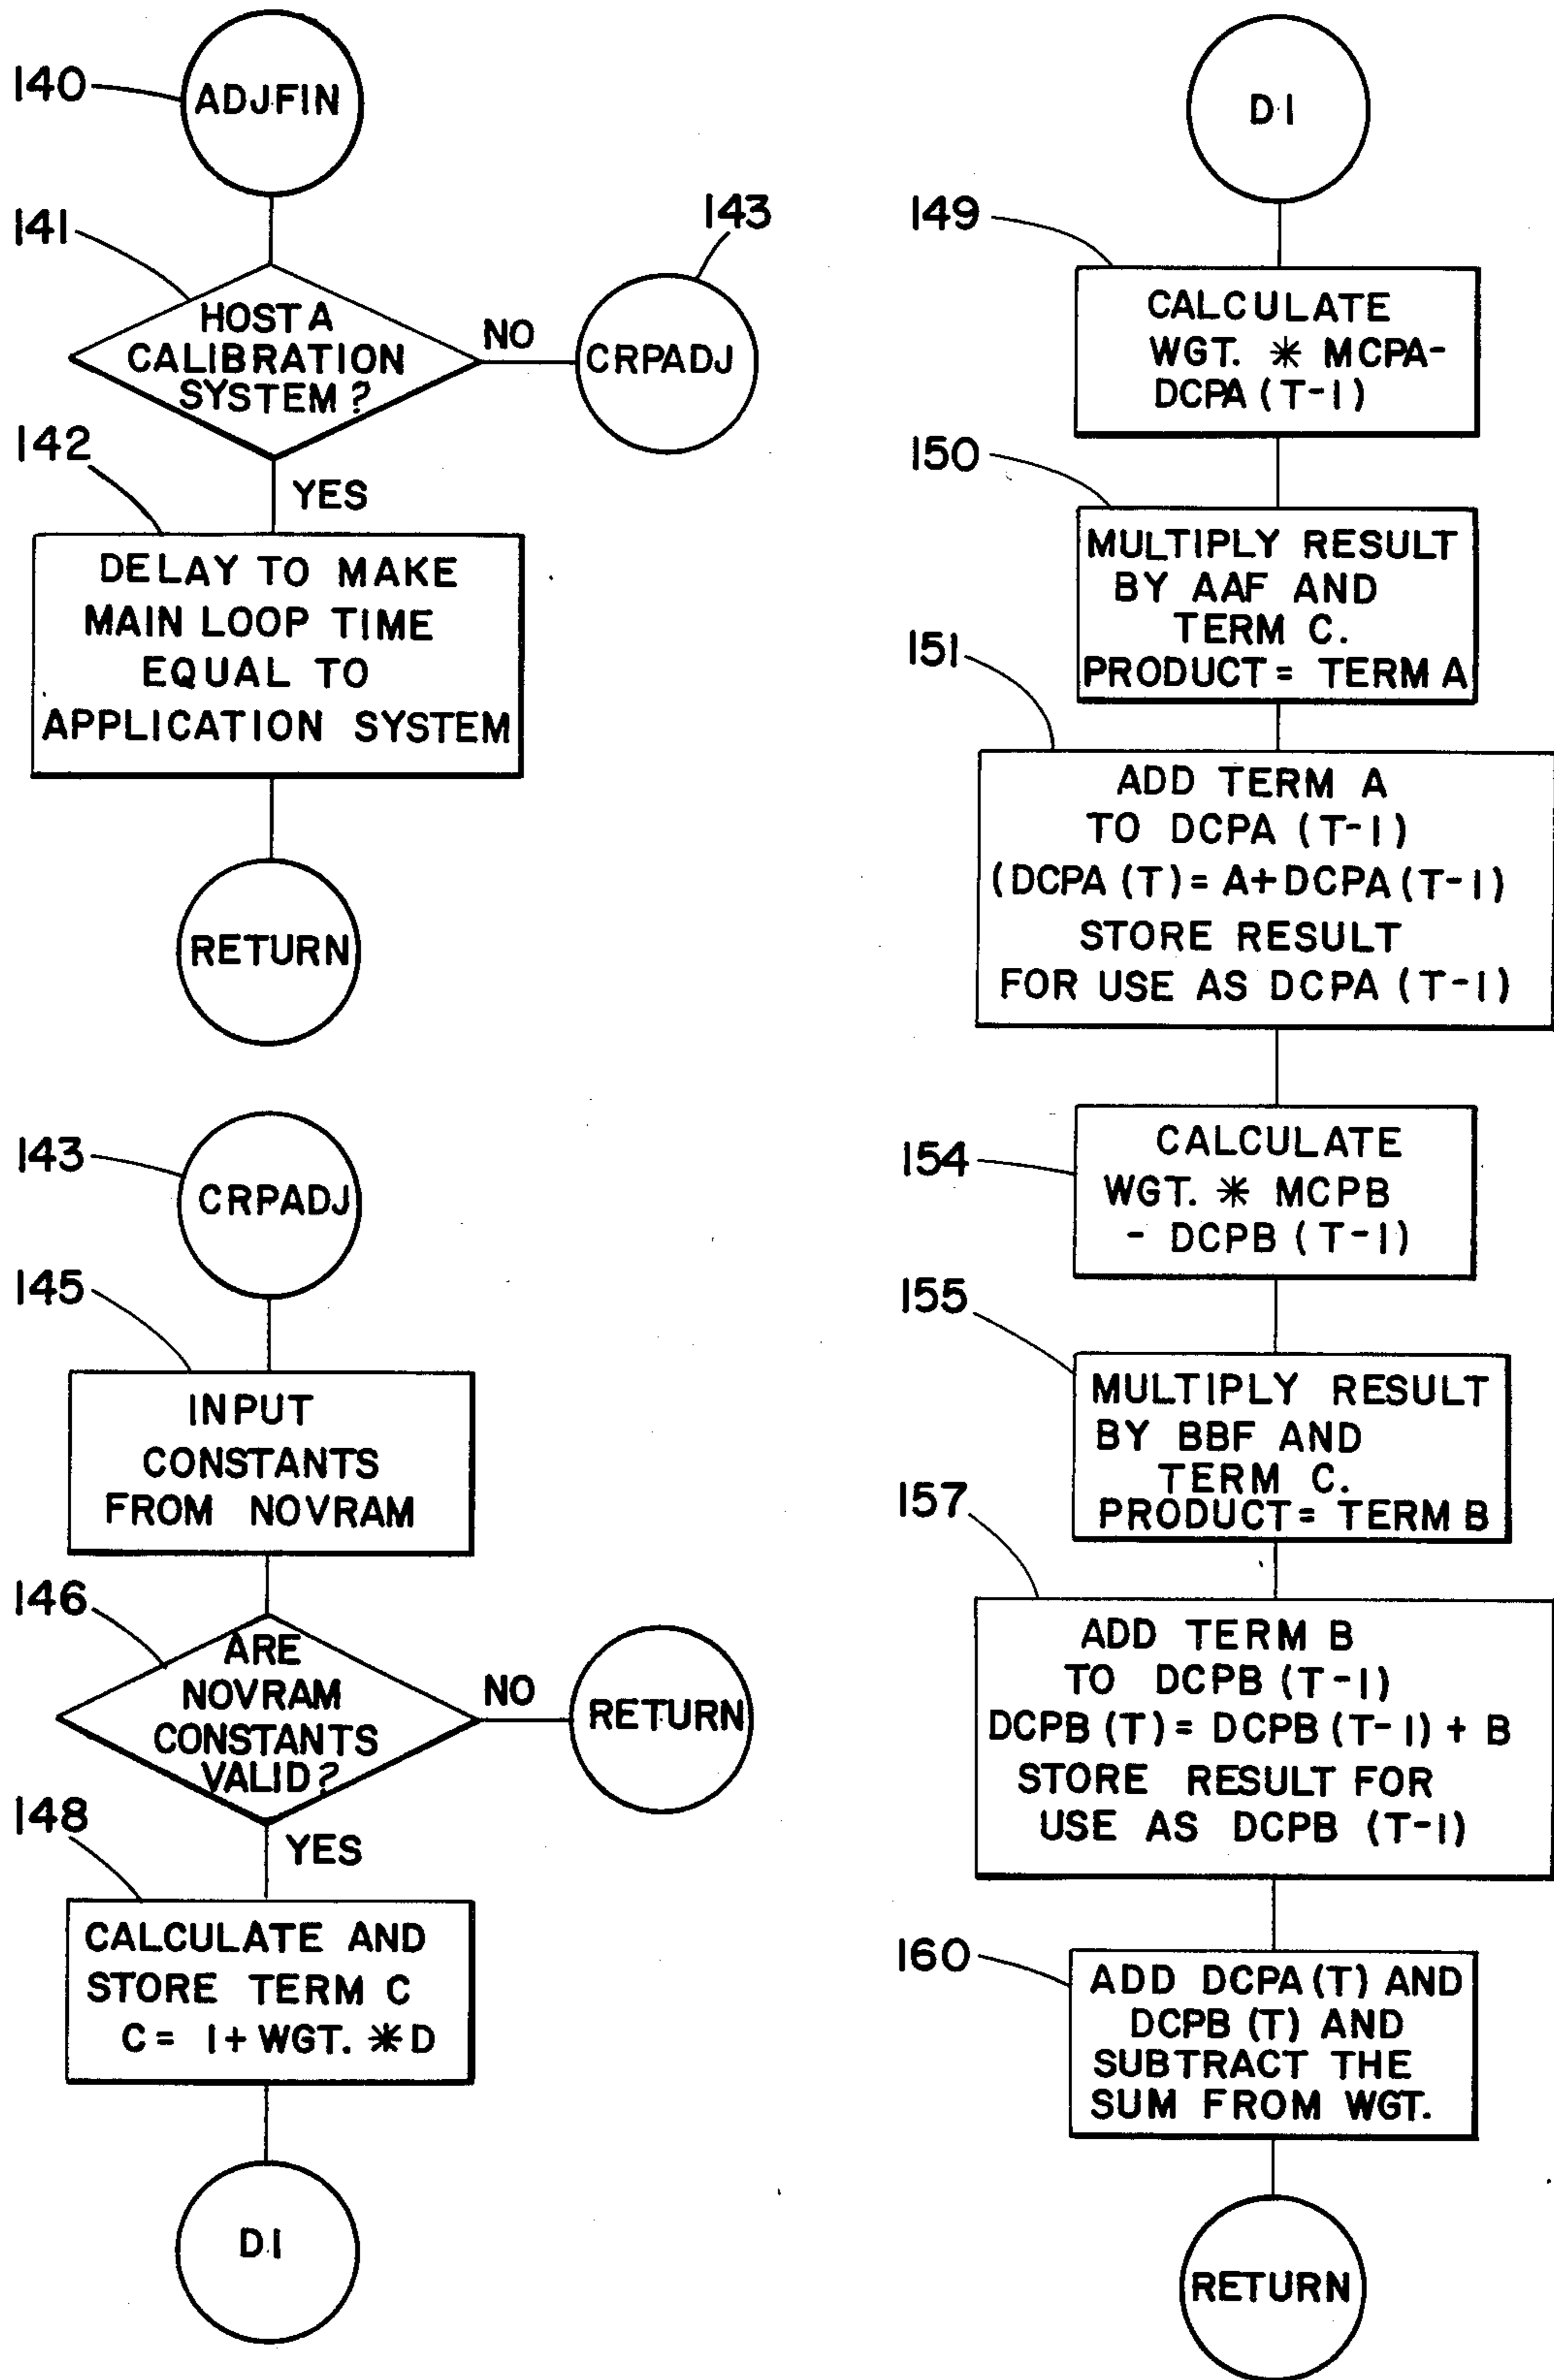 140
ADJFIN
141
HOST A
CALIBRATION
SYSTEM?
NO
143
CRPADJ
142
YES
DELAY TO MAKE
MAIN LOOP TIME
EQUAL TO
APPLICATION SYSTEM
RETURN
143
CRPADJ
145
INPUT
CONSTANTS
FROM NOVRAM
146
ARE
NOVRAM
CONSTANTS
VALID?
NO
RETURN
148
YES
CALCULATE AND
STORE TERM C
C= 1+WGT. * D
D1
D1
149
CALCULATE
WGT. * MCPA-
DCPA (T-1)
150
MULTIPLY RESULT
BY AAF AND
TERM C.
PRODUCT= TERM A
151
ADD TERM A
TO DCPA (T-1)
(DCPA (T)= A+DCPA (T-1)
STORE RESULT
FOR USE AS DCPA (T-1)
154
CALCULATE
WGT. * MCPB
- DCPB (T-1)
155
MULTIPLY RESULT
BY BBF AND
TERM C.
PRODUCT= TERM B
157
ADD TERM B
TO DCPB (T-1)
DCPB (T)= DCPB (T-1) + B
STORE RESULT FOR
USE AS DCPB (T-1)
160
ADD DCPA (T) AND
DCPB (T) AND
SUBTRACT THE
SUM FROM WGT.
RETURN